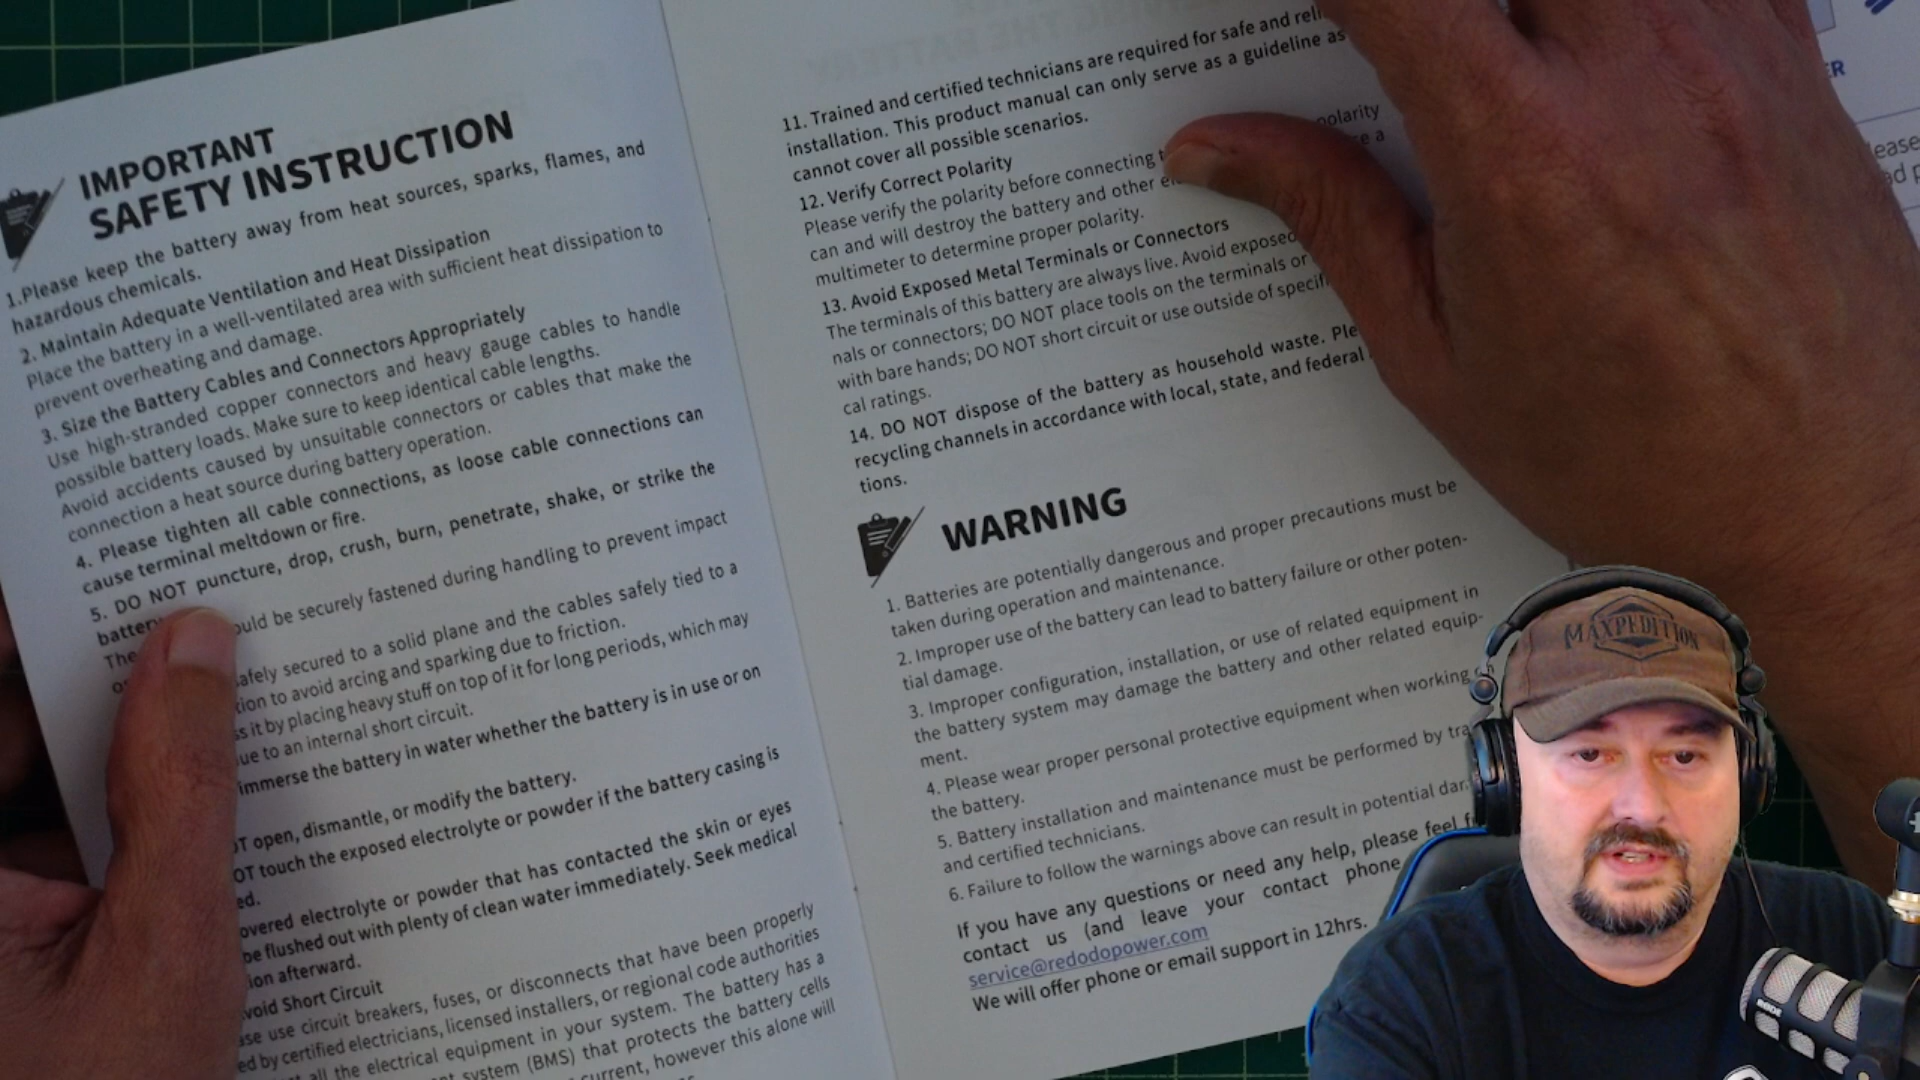 IMPORTANT
SAFETY INSTRUCTION
1.Please keep the battery away from heat sources, sparks, flames, and
hazardous chemicals.
2. Maintain Adequate Ventilation and Heat Dissipation
Place the battery in a well-ventilated area with sufficient heat dissipation to
prevent overheating and damage.
3. Size the Battery Cables and Connectors Appropriately
Use high-stranded copper connectors and heavy gauge cables to handle
possible battery loads. Make sure to keep identical cable lengths.
Avoid accidents caused by unsuitable connectors or cables that make the
connection a heat source during battery operation.
4. Please tighten all cable connections, as loose cable connections can
cause terminal meltdown or fire.
5. DO NOT puncture, drop, crush, burn, penetrate, shake, or strike the
battery
The ould be securely fastened during handling to prevent impact
afely secured to a solid plane and the cables safely tied to a
tion to avoid arcing and sparking due to friction.
ss it by placing heavy stuff on top of it for long periods, which may
ue to an internal short circuit.
immerse the battery in water whether the battery is in use or on
OT open, dismantle, or modify the battery.
OT touch the exposed electrolyte or powder if the battery casing is
ed.
overed electrolyte or powder that has contacted the skin or eyes
be flushed out with plenty of clean water immediately. Seek medical
ion afterward.
void Short Circuit
ase use circuit breakers, fuses, or disconnects that have been properly
ed by certified electricians, licensed installers, or regional code authorities
all the electrical equipment in your system. The battery has a
system (BMS) that protects the battery cells
current, however this alone will
11. Trained and certified technicians are required for safe and reli
installation. This product manual can only serve as a guideline as
cannot cover all possible scenarios.
12. Verify Correct Polarity
Please verify the polarity before connecting polarity
can and will destroy the battery and other a
multimeter to determine proper polarity.
13. Avoid Exposed Metal Terminals or Connectors
The terminals of this battery are always live. Avoid exposed
nals or connectors; DO NOT place tools on the terminals or
with bare hands; DO NOT short circuit or use outside of specifi
cal ratings.
14. DO NOT dispose of the battery as household waste. Ple
recycling channels in accordance with local, state, and federal
tions.
WARNING
1. Batteries are potentially dangerous and proper precautions must be
taken during operation and maintenance.
2. Improper use of the battery can lead to battery failure or other poten-
tial damage.
3. Improper configuration, installation, or use of related equipment in
the battery system may damage the battery and other related equip-
ment.
4. Please wear proper personal protective equipment when working
the battery.
5. Battery installation and maintenance must be performed by tra
and certified technicians.
6. Failure to follow the warnings above can result in potential dar
If you have any questions or need any help, please feel f
contact us (and leave your contact phone
service@redodopower.com
We will offer phone or email support in 12hrs.
ER
lease
MAXPEDITION